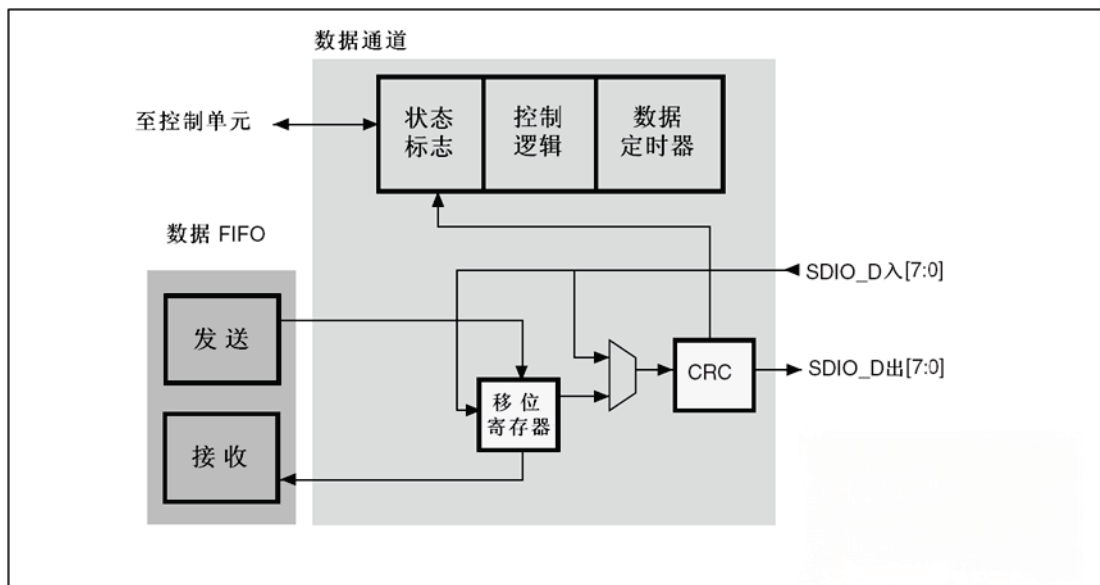 数据通道
至控制单元
状态
标志
控制
逻辑
数据
定时器
数据 FIFO
SDIO_D入[7:0]
发送
SDIO_D出[7:0]
CRC
移位
寄存器
接收